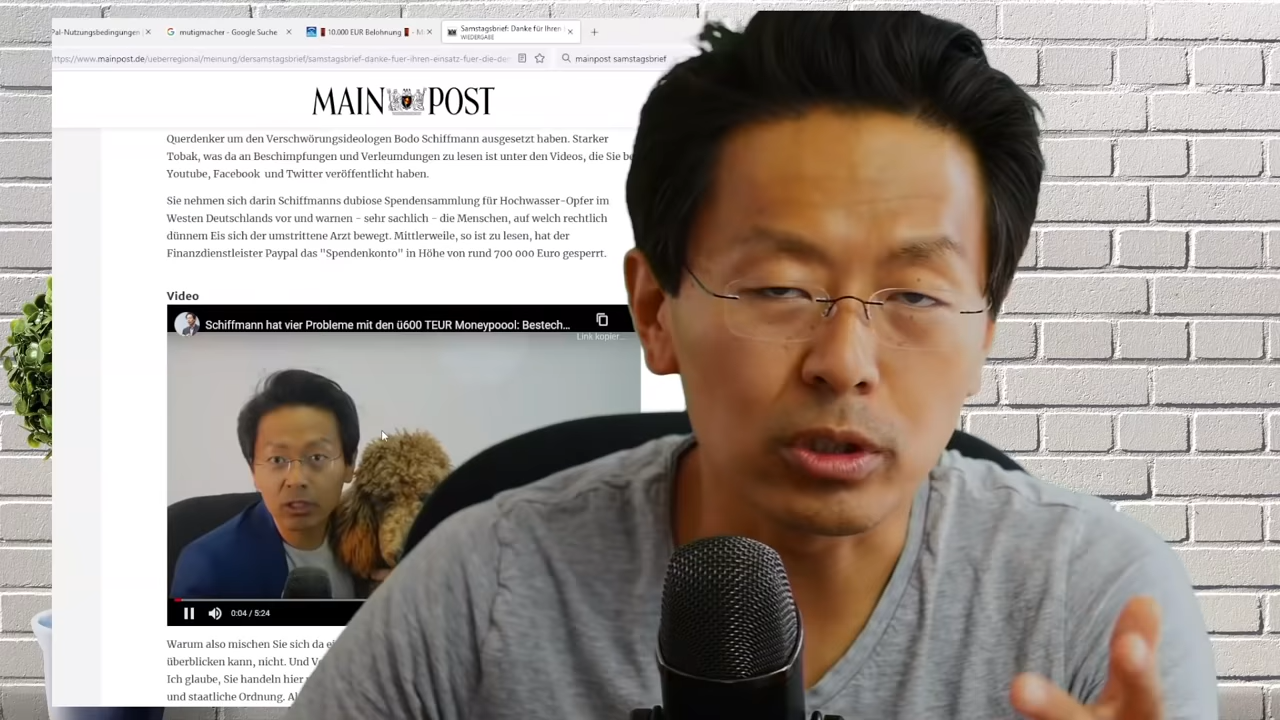 Pal-Nutzungsbedingungen
mutigmacher - Google Suche
10.000 EUR Belohnung
Samstagsbrief: Danke für Ihren
WIEDERGABE
https://www.mainpost.de/ueberregional/meinung/dersamstagsbrief/samstagsbrief-danke-fuer-ihren-einsatz-fuer-die-de
mainpost samstagsbrief
MAIN POST
Querdenker um den Verschwörungsideologen Bodo Schiffmann ausgesetzt haben. Starker
Tobak, was da an Beschimpfungen und Verleumdungen zu lesen ist unter den Videos, die Sie be
Youtube, Facebook und Twitter veröffentlicht haben.
Sie nehmen sich darin Schiffmanns dubiose Spendensammlung für Hochwasser-Opfer im
Westen Deutschlands vor und warnen - sehr sachlich - die Menschen, auf welch rechtlich
dünnem Eis sich der umstrittene Arzt bewegt. Mittlerweile, so ist zu lesen, hat der
Finanzdienstleister Paypal das "Spendenkonto" in Höhe von rund 700 000 Euro gesperrt.
Video
Schiffmann hat vier Probleme mit den ü600 TEUR Moneypoool: Bestech...
Link kopier...
0:04 / 5:24
Warum also mischen Sie sich da ei
überblicken kann, nicht. Und V
Ich glaube, Sie handeln hier
und staatliche Ordnung. Al